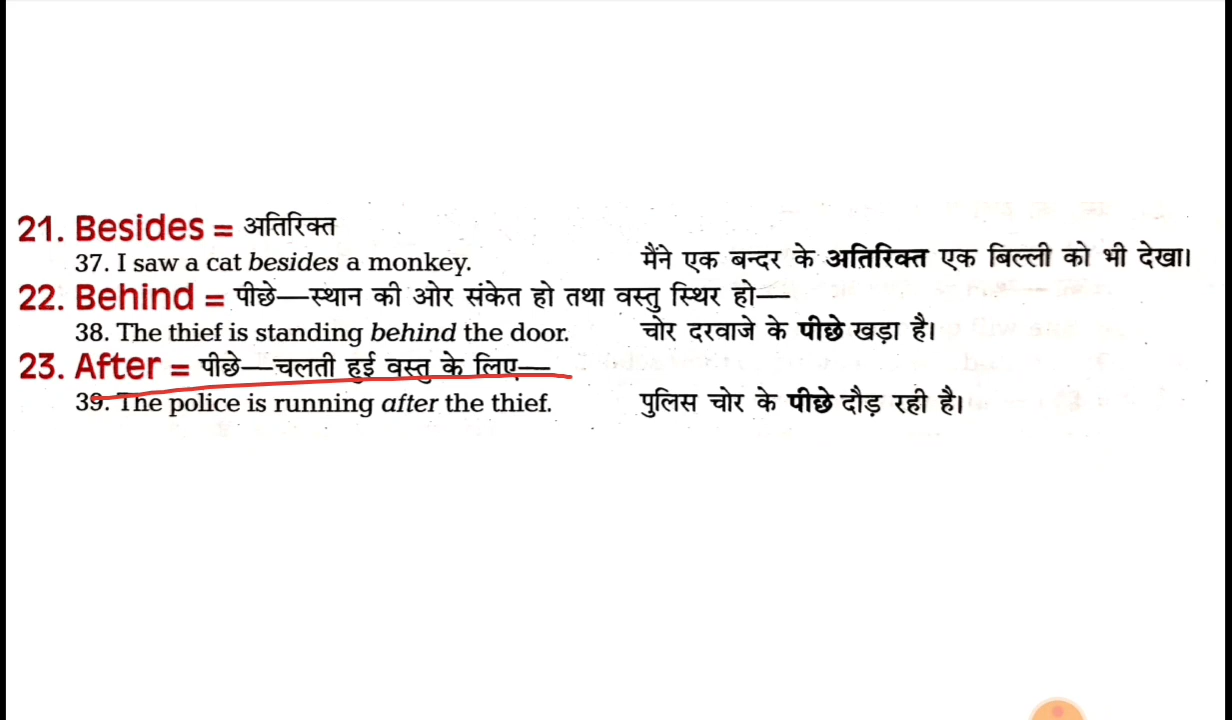 21. Besides = अतिरिक्त
37. I saw a cat besides a monkey. मैंने एक बन्दर के अतिरिक्त एक बिल्ली को भी देखा।
22. Behind = पीछे—स्थान की ओर संकेत हो तथा वस्तु स्थिर हो—
38. The thief is standing behind the door. चोर दरवाजे के पीछे खड़ा है।
23. After = पीछे—चलती हुई वस्तु के लिए—
39. The police is running after the thief. पुलिस चोर के पीछे दौड़ रही है।